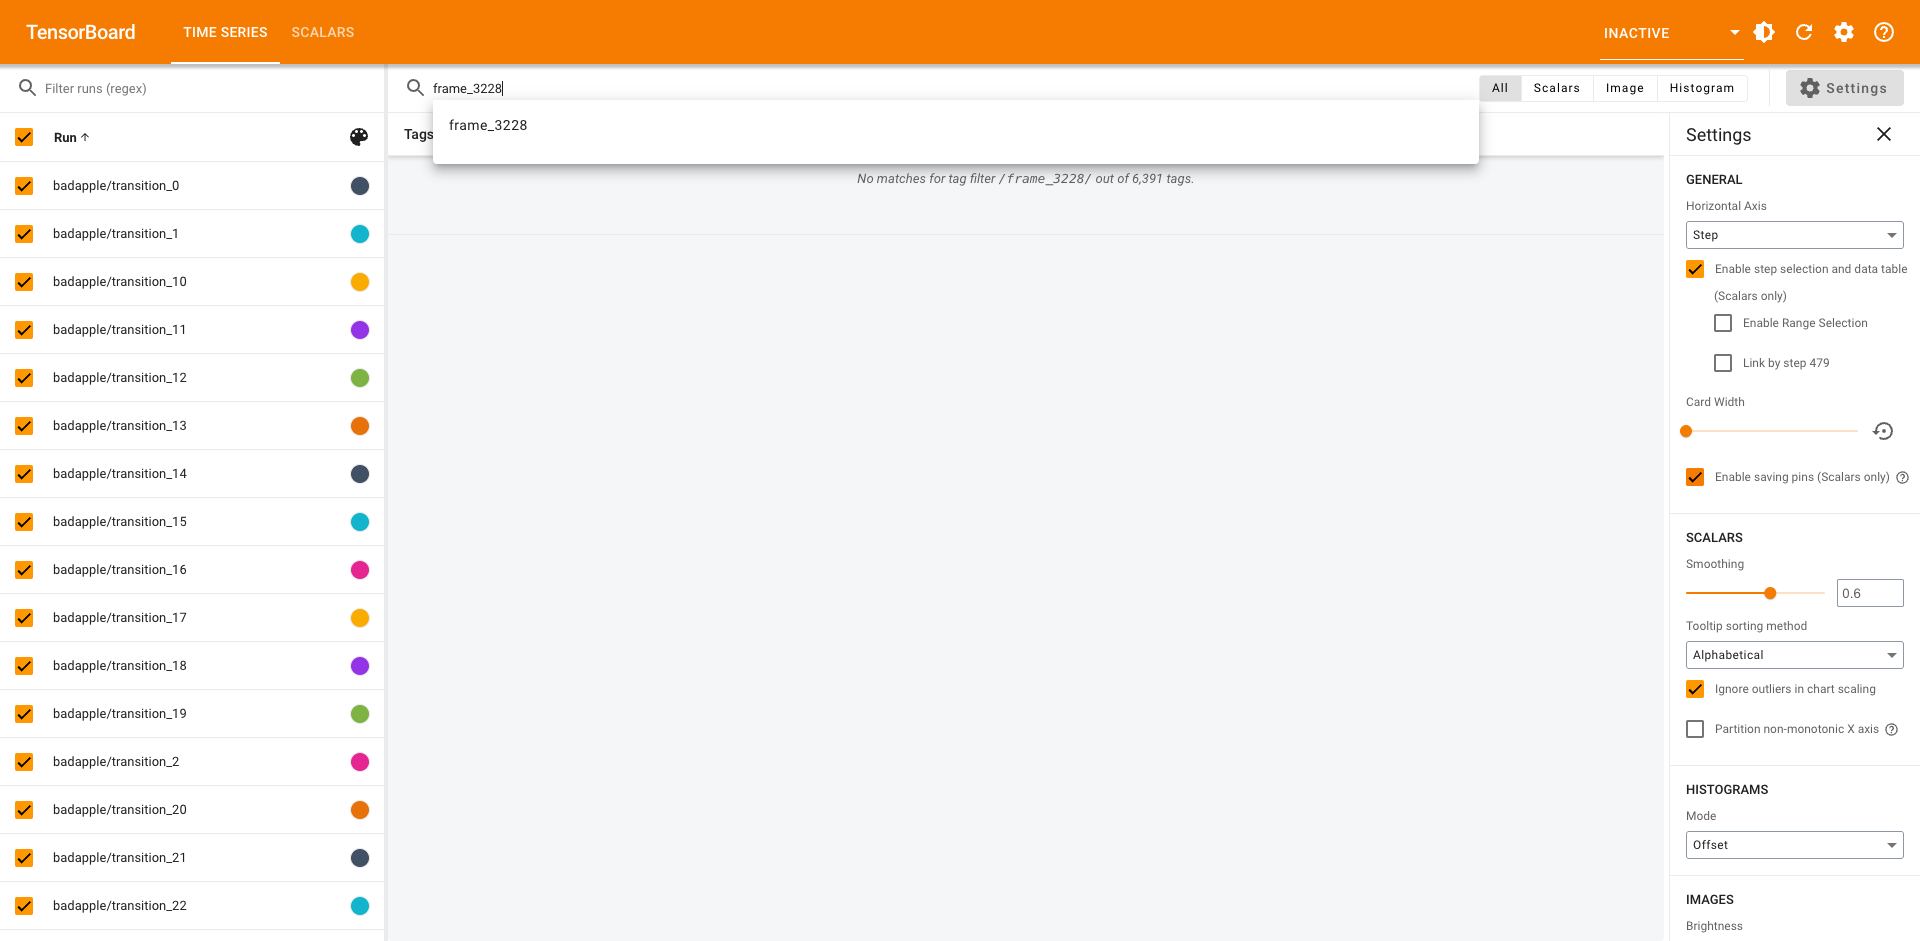 TensorBoard
TIME SERIES
SCALARS
INACTIVE
Filter runs (regex)
frame_3228
All
Scalars
Image
Histogram
Settings
Run
badapple/transition_0
badapple/transition_1
badapple/transition_10
badapple/transition_11
badapple/transition_12
badapple/transition_13
badapple/transition_14
badapple/transition_15
badapple/transition_16
badapple/transition_17
badapple/transition_18
badapple/transition_19
badapple/transition_2
badapple/transition_20
badapple/transition_21
badapple/transition_22
Tags
frame_3228
No matches for tag filter /frame_3228/ out of 6,391 tags.
Settings
GENERAL
Horizontal Axis
Step
Enable step selection and data table
(Scalars only)
Enable Range Selection
Link by step 479
Card Width
Enable saving pins (Scalars only)
SCALARS
Smoothing
0.6
Tooltip sorting method
Alphabetical
Ignore outliers in chart scaling
Partition non-monotonic X axis
HISTOGRAMS
Mode
Offset
IMAGES
Brightness